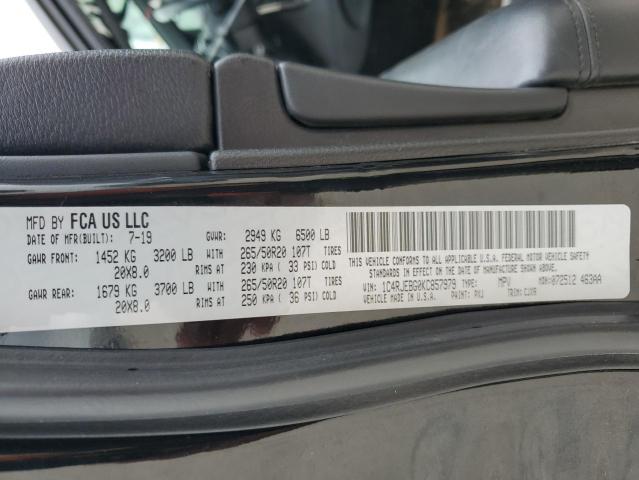 MFD BY FCA US LLC
DATE OF MFR(BUILT): 7-19 GVWR: 2949 KG 6500 LB
GAWR FRONT: 1452 KG 3200 LB WITH 265/50R20 107T TIRES
20X8.0 RIMS AT 230 KPA ( 33 PSI) COLD
GAWR REAR: 1679 KG 3700 LB WITH 265/50R20 107T TIRES
20X8.0 RIMS AT 250 KPA ( 36 PSI) COLD
THIS VEHICLE CONFORMS TO ALL APPLICABLE U.S.A. FEDERAL MOTOR VEHICLE SAFETY
STANDARDS IN EFFECT ON THE DATE OF MANUFACTURE SHOWN ABOVE.
VIN: 1C4RJEBG0KC857979 TYPE: MPV MDH:072512 463AA
VEHICLE MADE IN U.S.A. PAINT: PXJ TRIM: